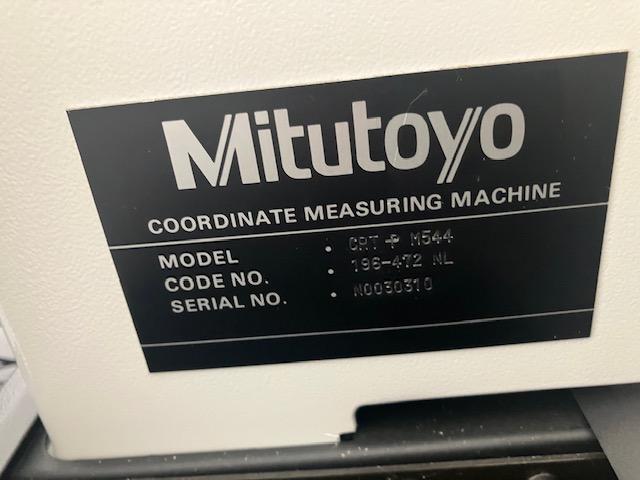 Mitutoyo
COORDINATE MEASURING MACHINE
MODEL . CRT-P M544
CODE NO. . 196-472 NL
SERIAL NO. . N0030310